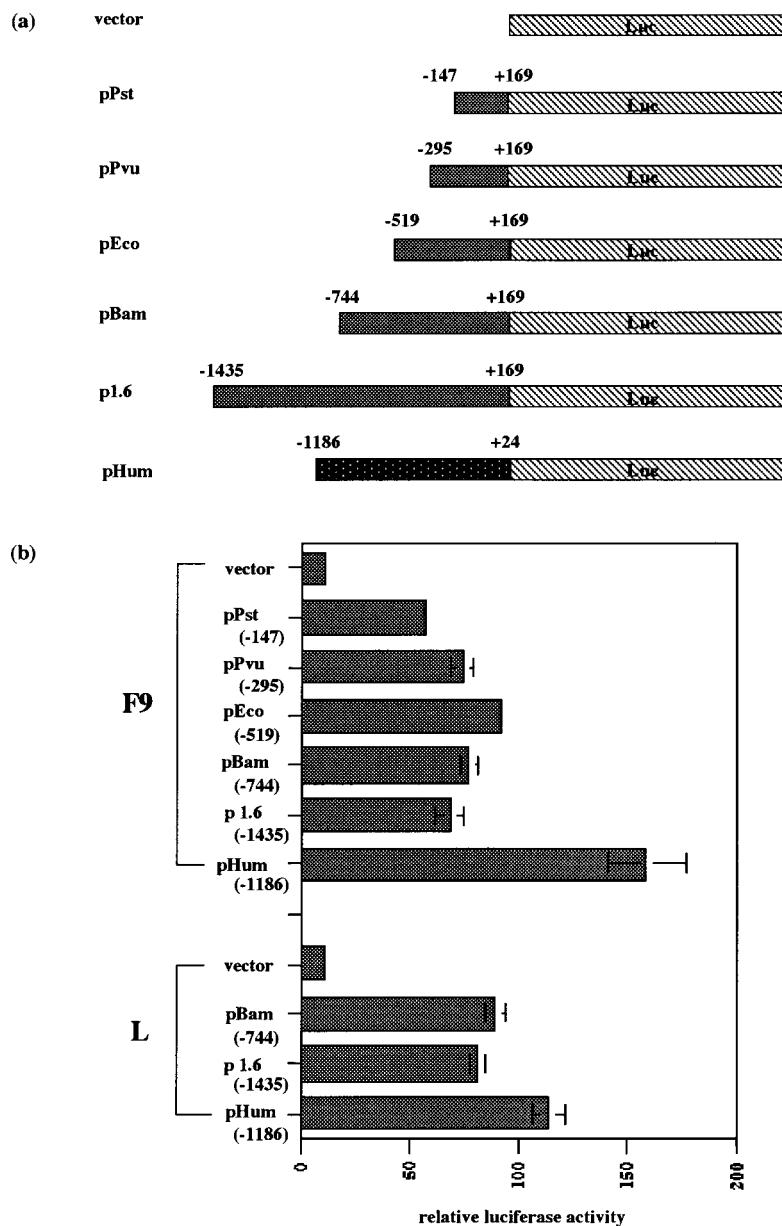 (a)
vector
Luc
-147 +169
pPst
Luc
-295 +169
pPvu
Luc
-519 +169
pEco
Luc
-744 +169
pBam
Luc
-1435 +169
p1.6
Luc
-1186 +24
pHum
Luc
(b)
F9
vector
pPst
(-147)
pPvu
(-295)
pEco
(-519)
pBam
(-744)
p 1.6
(-1435)
pHum
(-1186)
L
vector
pBam
(-744)
p 1.6
(-1435)
pHum
(-1186)
0 50 100 150 200
relative luciferase activity